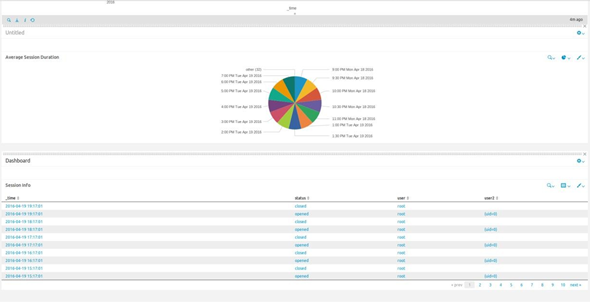 2016
_time
1m ago
Untitled
Average Session Duration
other (20)
7:00 PM Tue Apr 19 2016
6:00 PM Tue Apr 19 2016
5:00 PM Tue Apr 19 2016
4:00 PM Tue Apr 19 2016
3:00 PM Tue Apr 19 2016
2:00 PM Tue Apr 19 2016
9:00 PM Mon Apr 18 2016
9:30 PM Mon Apr 18 2016
10:00 PM Mon Apr 18 2016
10:30 PM Mon Apr 18 2016
11:00 PM Mon Apr 18 2016
1:00 PM Tue Apr 19 2016
1:30 PM Tue Apr 19 2016
Dashboard
Session info
_time status user user2
2016-04-19 19:17:01 closed root
2016-04-19 19:17:01 opened root (uid=0)
2016-04-19 18:17:01 closed root
2016-04-19 18:17:01 opened root (uid=0)
2016-04-19 17:17:01 closed root
2016-04-19 17:17:01 opened root (uid=0)
2016-04-19 16:17:01 closed root
2016-04-19 16:17:01 opened root (uid=0)
2016-04-19 15:17:01 closed root
2016-04-19 15:17:01 opened root (uid=0)
« prev 1 2 3 4 5 6 7 8 9 10 next »